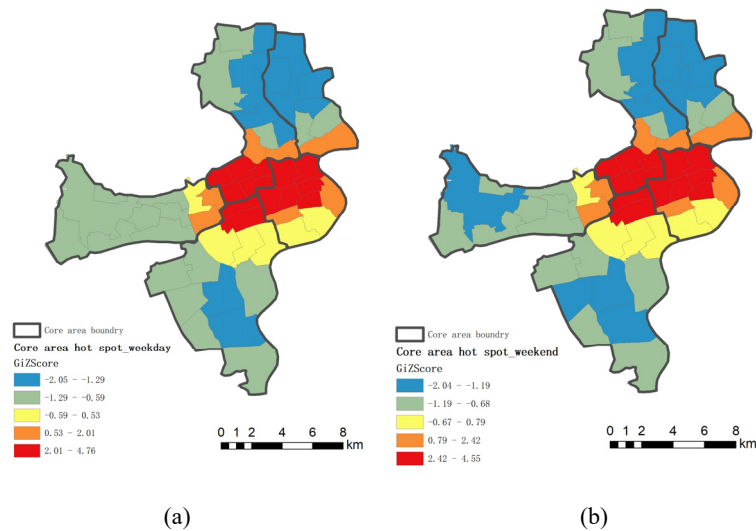 Core area boundry
Core area hot spot_weekday
GiZScore
-2.05 - -1.29
-1.29 - -0.59
-0.59 - 0.53
0.53 - 2.01
2.01 - 4.76
0 1 2 4 6 8
km
(a)
Core area boundry
Core area hot spot_weekend
GiZScore
-2.04 - -1.19
-1.19 - -0.68
-0.67 - 0.79
0.79 - 2.42
2.42 - 4.55
0 1 2 4 6 8
km
(b)